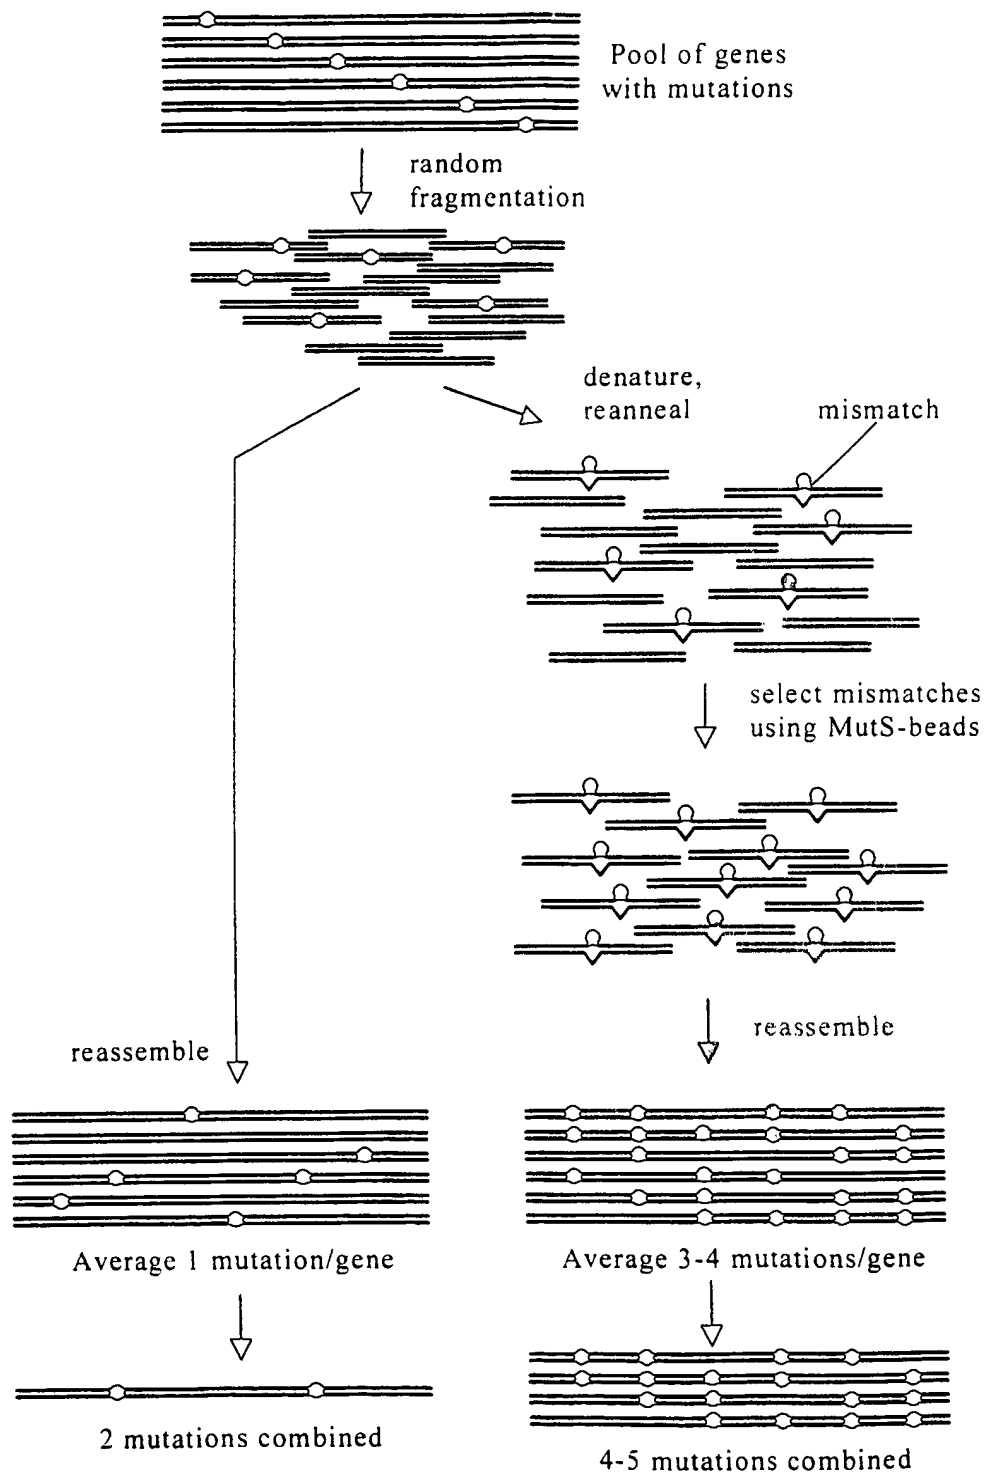 Pool of genes
with mutations
random
fragmentation
denature,
reanneal
mismatch
select mismatches
using MutS-beads
reassemble
reassemble
Average 1 mutation/gene
Average 3-4 mutations/gene
2 mutations combined
4-5 mutations combined